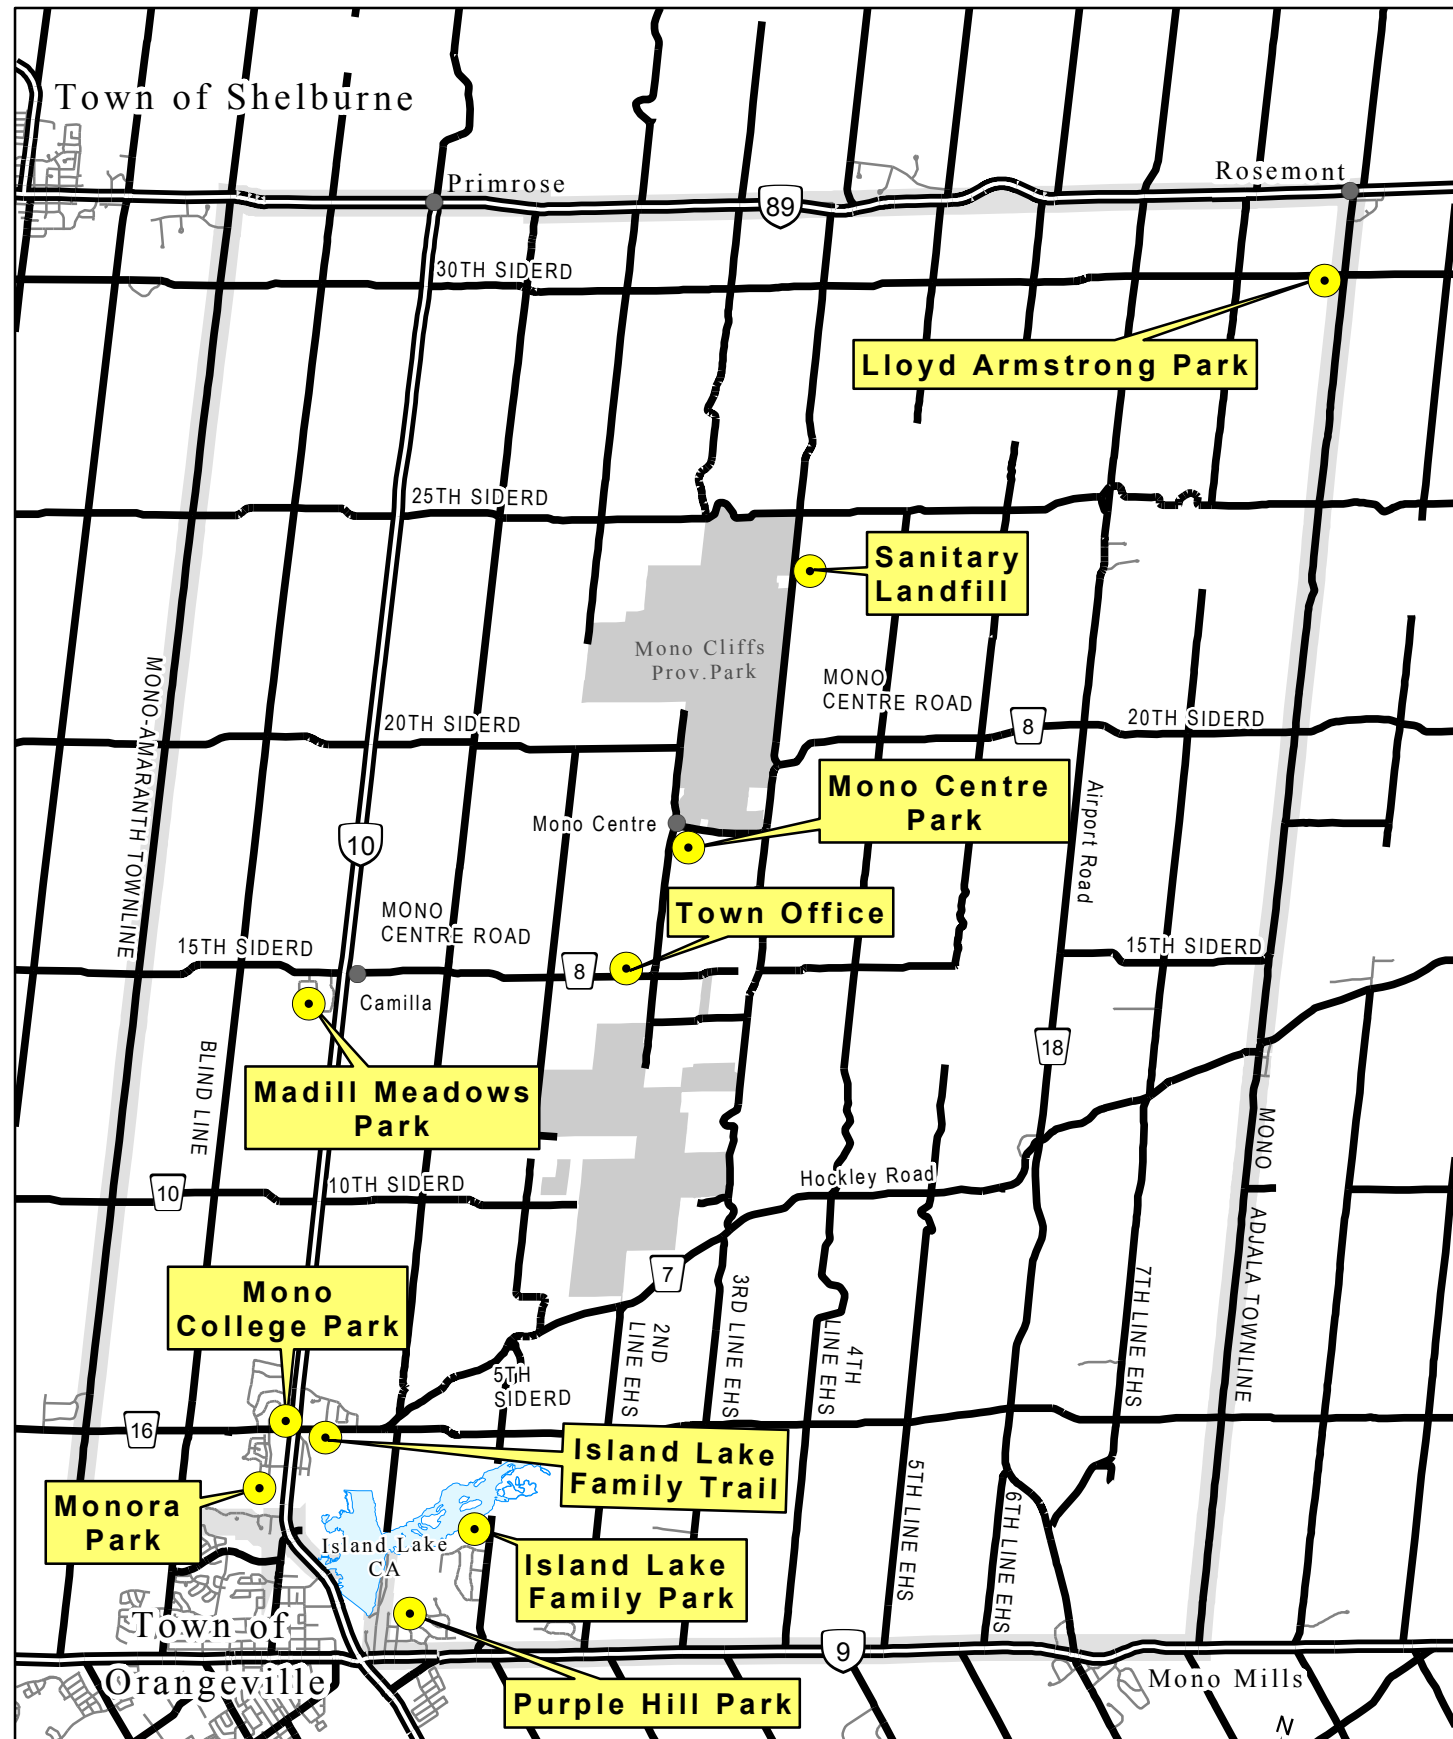 Town of Shelburne
Primrose
Rosemont
89
30TH SIDERD
Lloyd Armstrong Park
25TH SIDERD
Sanitary
Landfill
Mono Cliffs
Prov.Park
MONO
CENTRE ROAD
MONO-AMARANTH TOWNLINE
20TH SIDERD
8
20TH SIDERD
Mono Centre
Park
Airport Road
Mono Centre
10
Town Office
MONO
CENTRE ROAD
15TH SIDERD
15TH SIDERD
8
Camilla
18
BLIND LINE
Madill Meadows
Park
MONO ADJALA TOWNLINE
Hockley Road
10
10TH SIDERD
7
Mono
College Park
3RD LINE EHS
7TH LINE EHS
2ND
LINE EHS
4TH
LINE EHS
5TH
SIDERD
16
Island Lake
Family Trail
5TH LINE EHS
6TH LINE EHS
Monora
Park
Island Lake
CA
Island Lake
Family Park
Town of
Orangeville
9
Mono Mills
Purple Hill Park
N